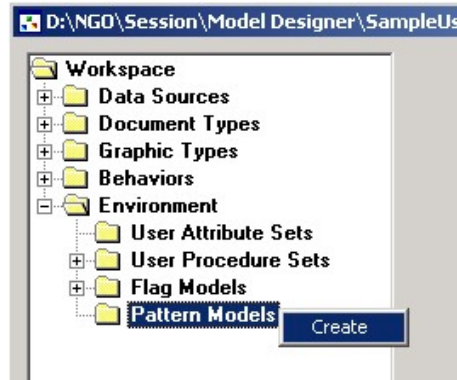 D:\NGO\Session\Model Designer\SampleUs
Workspace
Data Sources
Document Types
Graphic Types
Behaviors
Environment
User Attribute Sets
User Procedure Sets
Flag Models
Pattern Models
Create